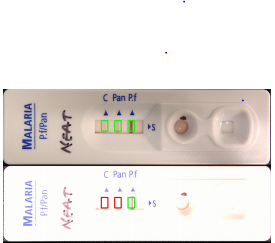 C Pan P.f
MALARIA
P.f/Pan
NEAT
S
C Pan P.f
MALARIA
P.f/Pan
NEAT
S